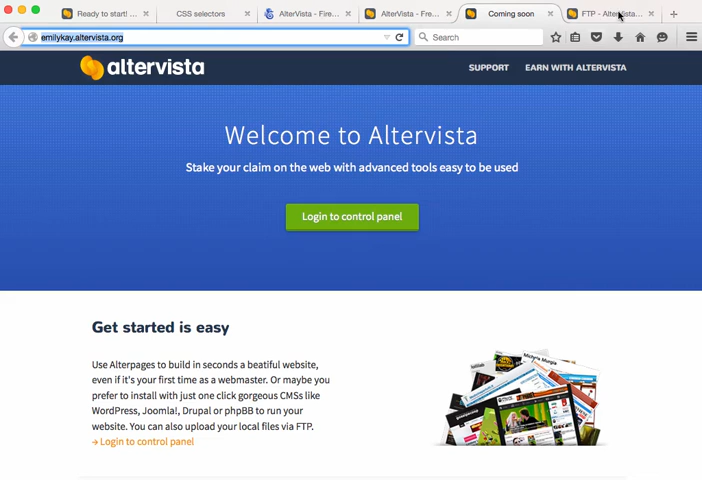 Ready to start! ...
CSS selectors
AlterVista - Fire...
AlterVista - Fre...
Coming soon
FTP - AlterVista...
emilykay.altervista.org
Search
altervista
SUPPORT
EARN WITH ALTERVISTA
Welcome to Altervista
Stake your claim on the web with advanced tools easy to be used
Login to control panel
Get started is easy
Use Alterpages to build in seconds a beatiful website,
even if it's your first time as a webmaster. Or maybe you
prefer to install with just one click gorgeous CMSs like
WordPress, Joomla!, Drupal or phpBB to run your
website. You can also upload your local files via FTP.
→ Login to control panel